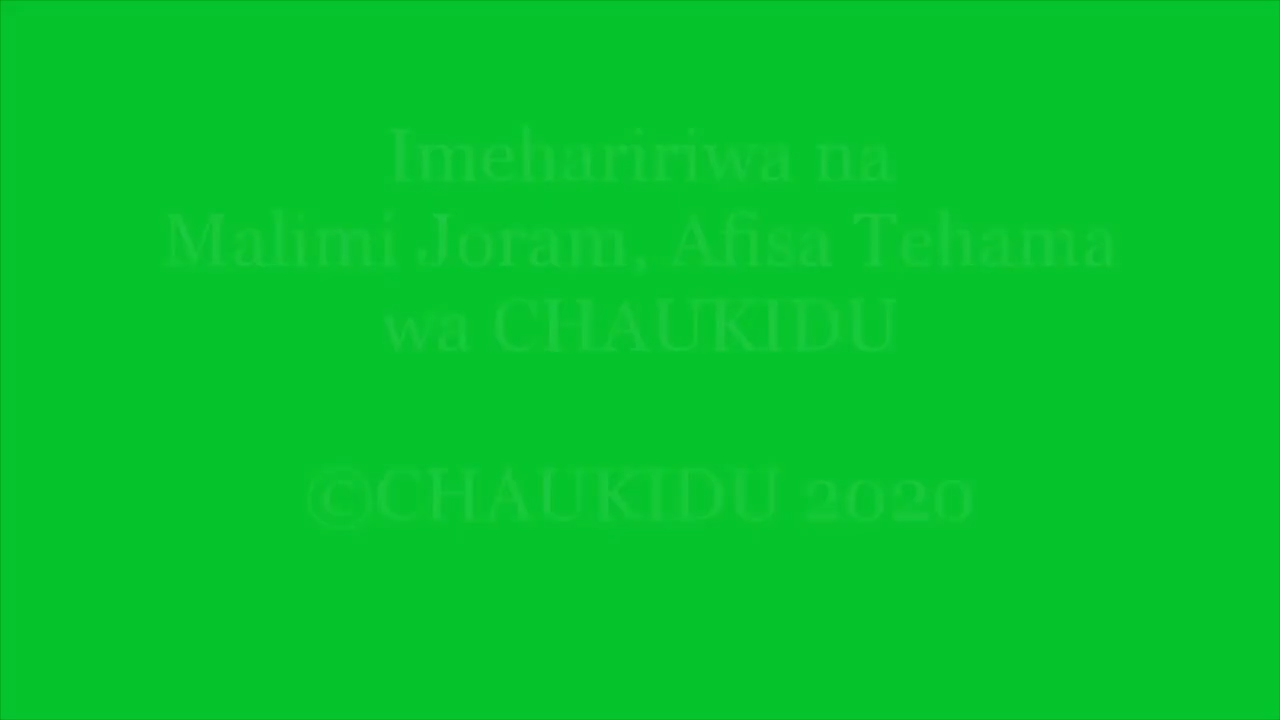 Imehaririwa na
Malimi Joram, Afisa Tehama
wa CHAUKIDU
©CHAUKIDU 2020